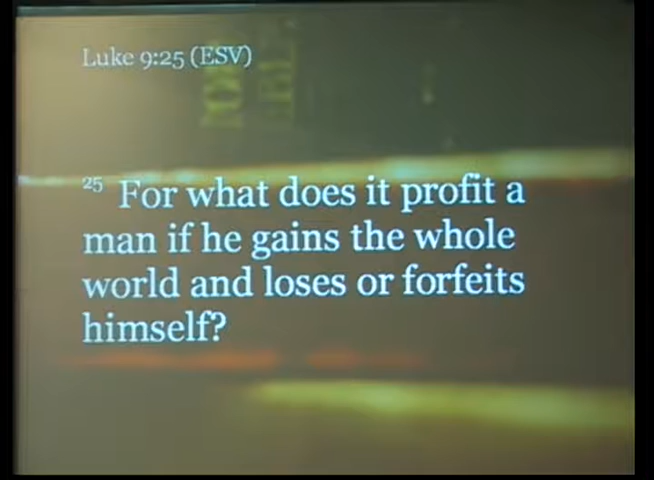 Luke 9:25 (ESV)
25 For what does it profit a
man if he gains the whole
world and loses or forfeits
himself?